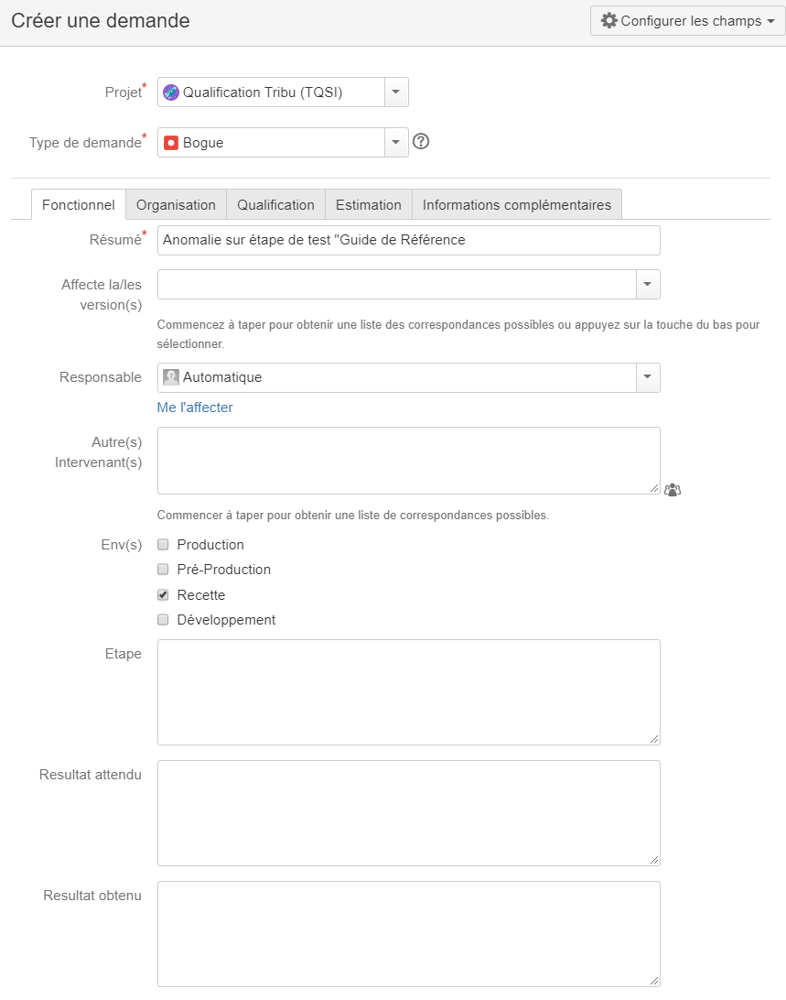 Créer une demande
Configurer les champs
Projet*
Qualification Tribu (TQSI)
Type de demande*
Bogue
?
Fonctionnel
Organisation
Qualification
Estimation
Informations complémentaires
Résumé*
Anomalie sur étape de test "Guide de Référence
Affecte la/les
version(s)
Commencez à taper pour obtenir une liste des correspondances possibles ou appuyez sur la touche du bas pour
sélectionner.
Responsable
Automatique
Me l'affecter
Autre(s)
Intervenant(s)
Commencer à taper pour obtenir une liste de correspondances possibles.
Env(s)
Production
Pré-Production
Recette
Développement
Etape
Resultat attendu
Resultat obtenu